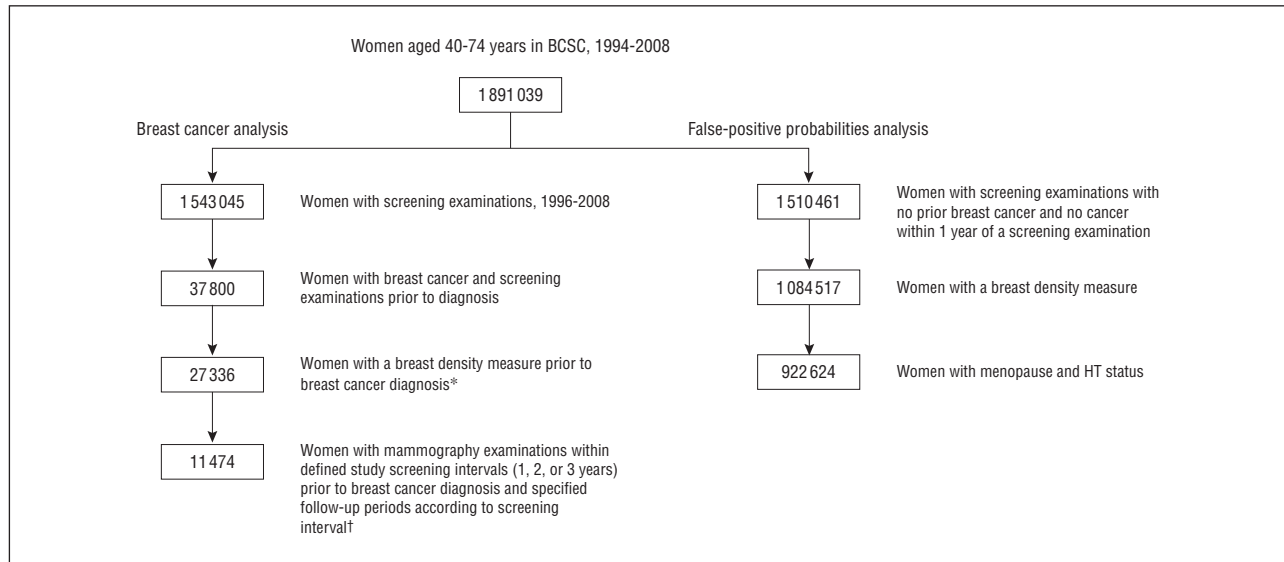 Women aged 40-74 years in BCSC, 1994-2008
1 891 039
Breast cancer analysis
False-positive probabilities analysis
1 543 045
Women with screening examinations, 1996-2008
1 510 461
Women with screening examinations with
no prior breast cancer and no cancer
within 1 year of a screening examination
37 800
Women with breast cancer and screening
examinations prior to diagnosis
1 084 517
Women with a breast density measure
27 336
Women with a breast density measure prior to
breast cancer diagnosis*
922 624
Women with menopause and HT status
11 474
Women with mammography examinations within
defined study screening intervals (1, 2, or 3 years)
prior to breast cancer diagnosis and specified
follow-up periods according to screening
interval†